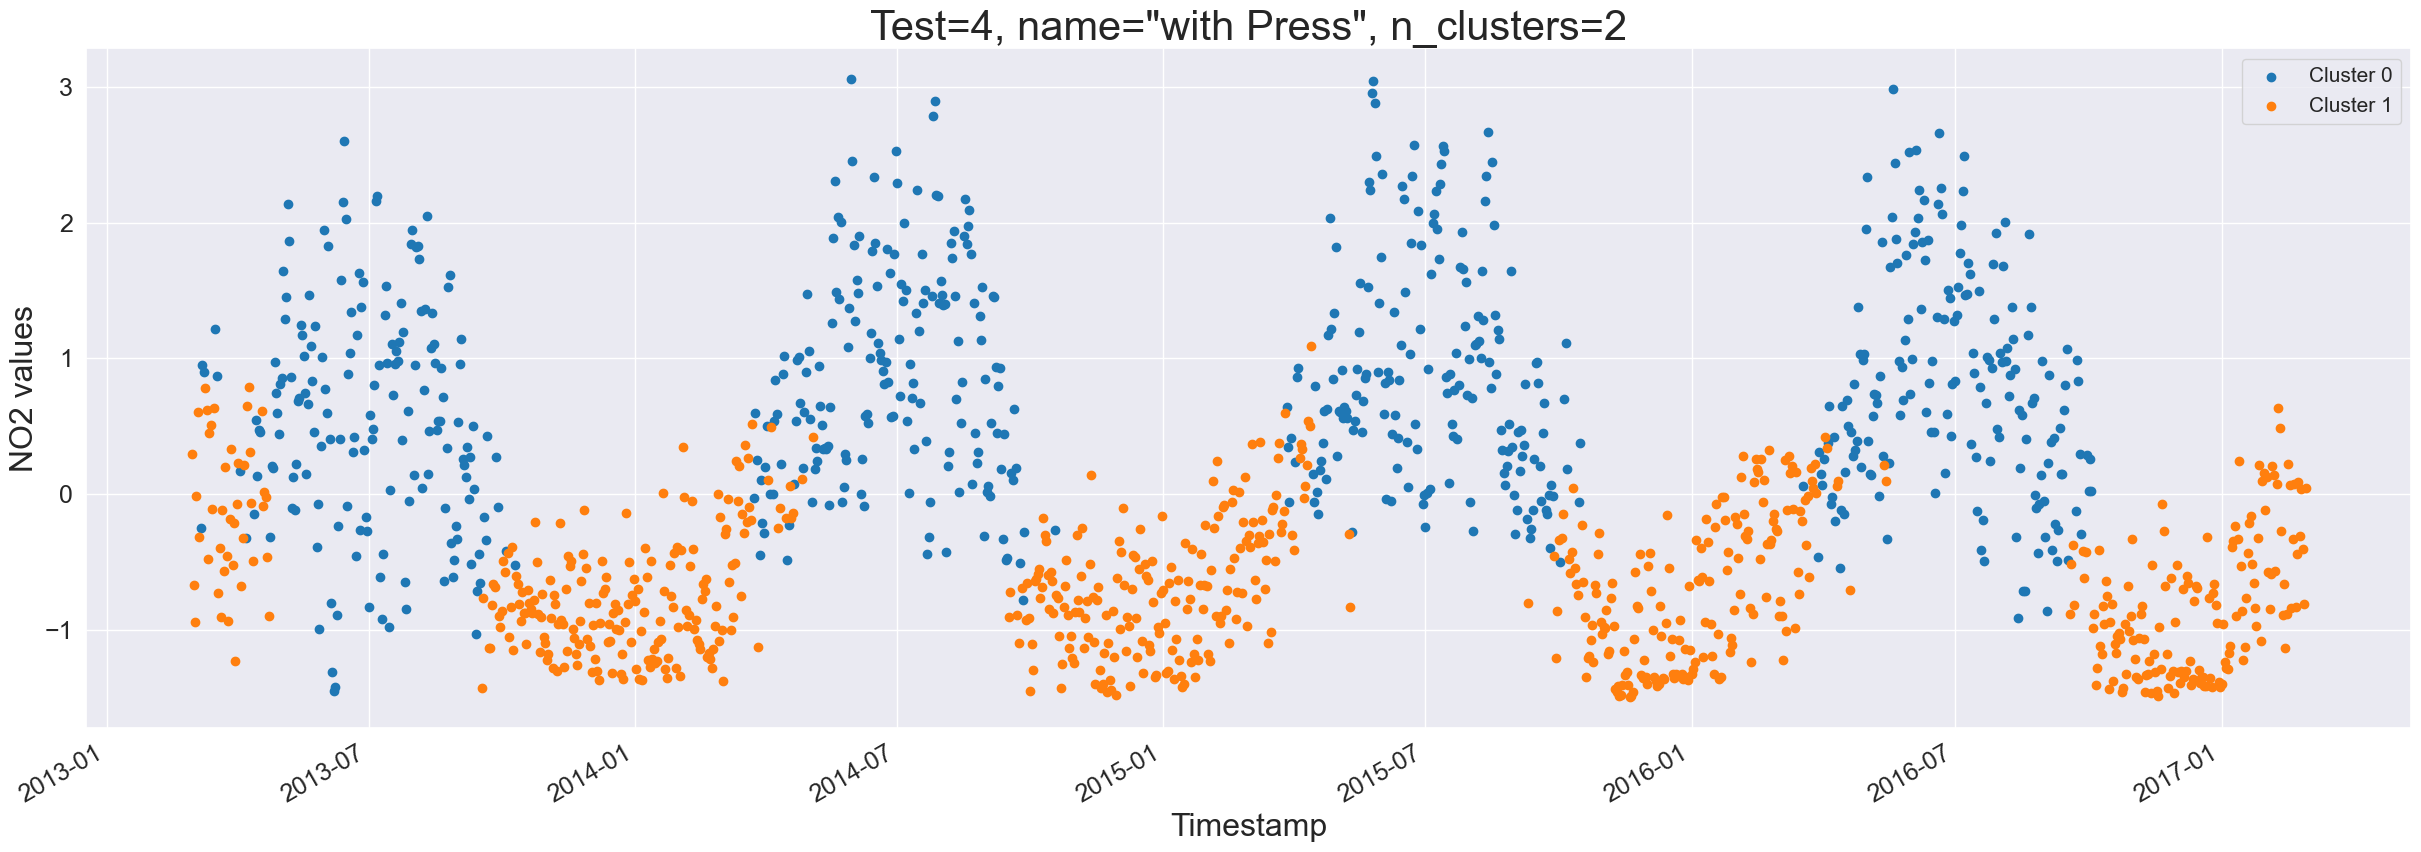 Test=4, name="with Press", n_clusters=2
Cluster 0
Cluster 1
NO2 values
3
2
1
0
−1
2013-01
2013-07
2014-01
2014-07
2015-01
2015-07
2016-01
2016-07
2017-01
Timestamp